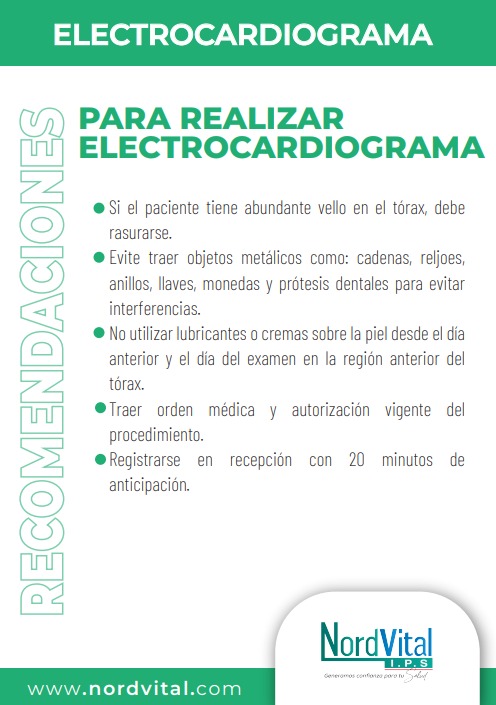 ELECTROCARDIOGRAMA
RECOMENDACIONES
PARA REALIZAR
ELECTROCARDIOGRAMA
Si el paciente tiene abundante vello en el tórax, debe
rasurarse.
Evite traer objetos metálicos como: cadenas, reljoes,
anillos, llaves, monedas y prótesis dentales para evitar
interferencias.
No utilizar lubricantes o cremas sobre la piel desde el día
anterior y el día del examen en la región anterior del
tórax.
Traer orden médica y autorización vigente del
procedimiento.
Registrarse en recepción con 20 minutos de
anticipación.
NordVital
I.P.S
Generamos confianza para tu Salud
www.nordvital.com